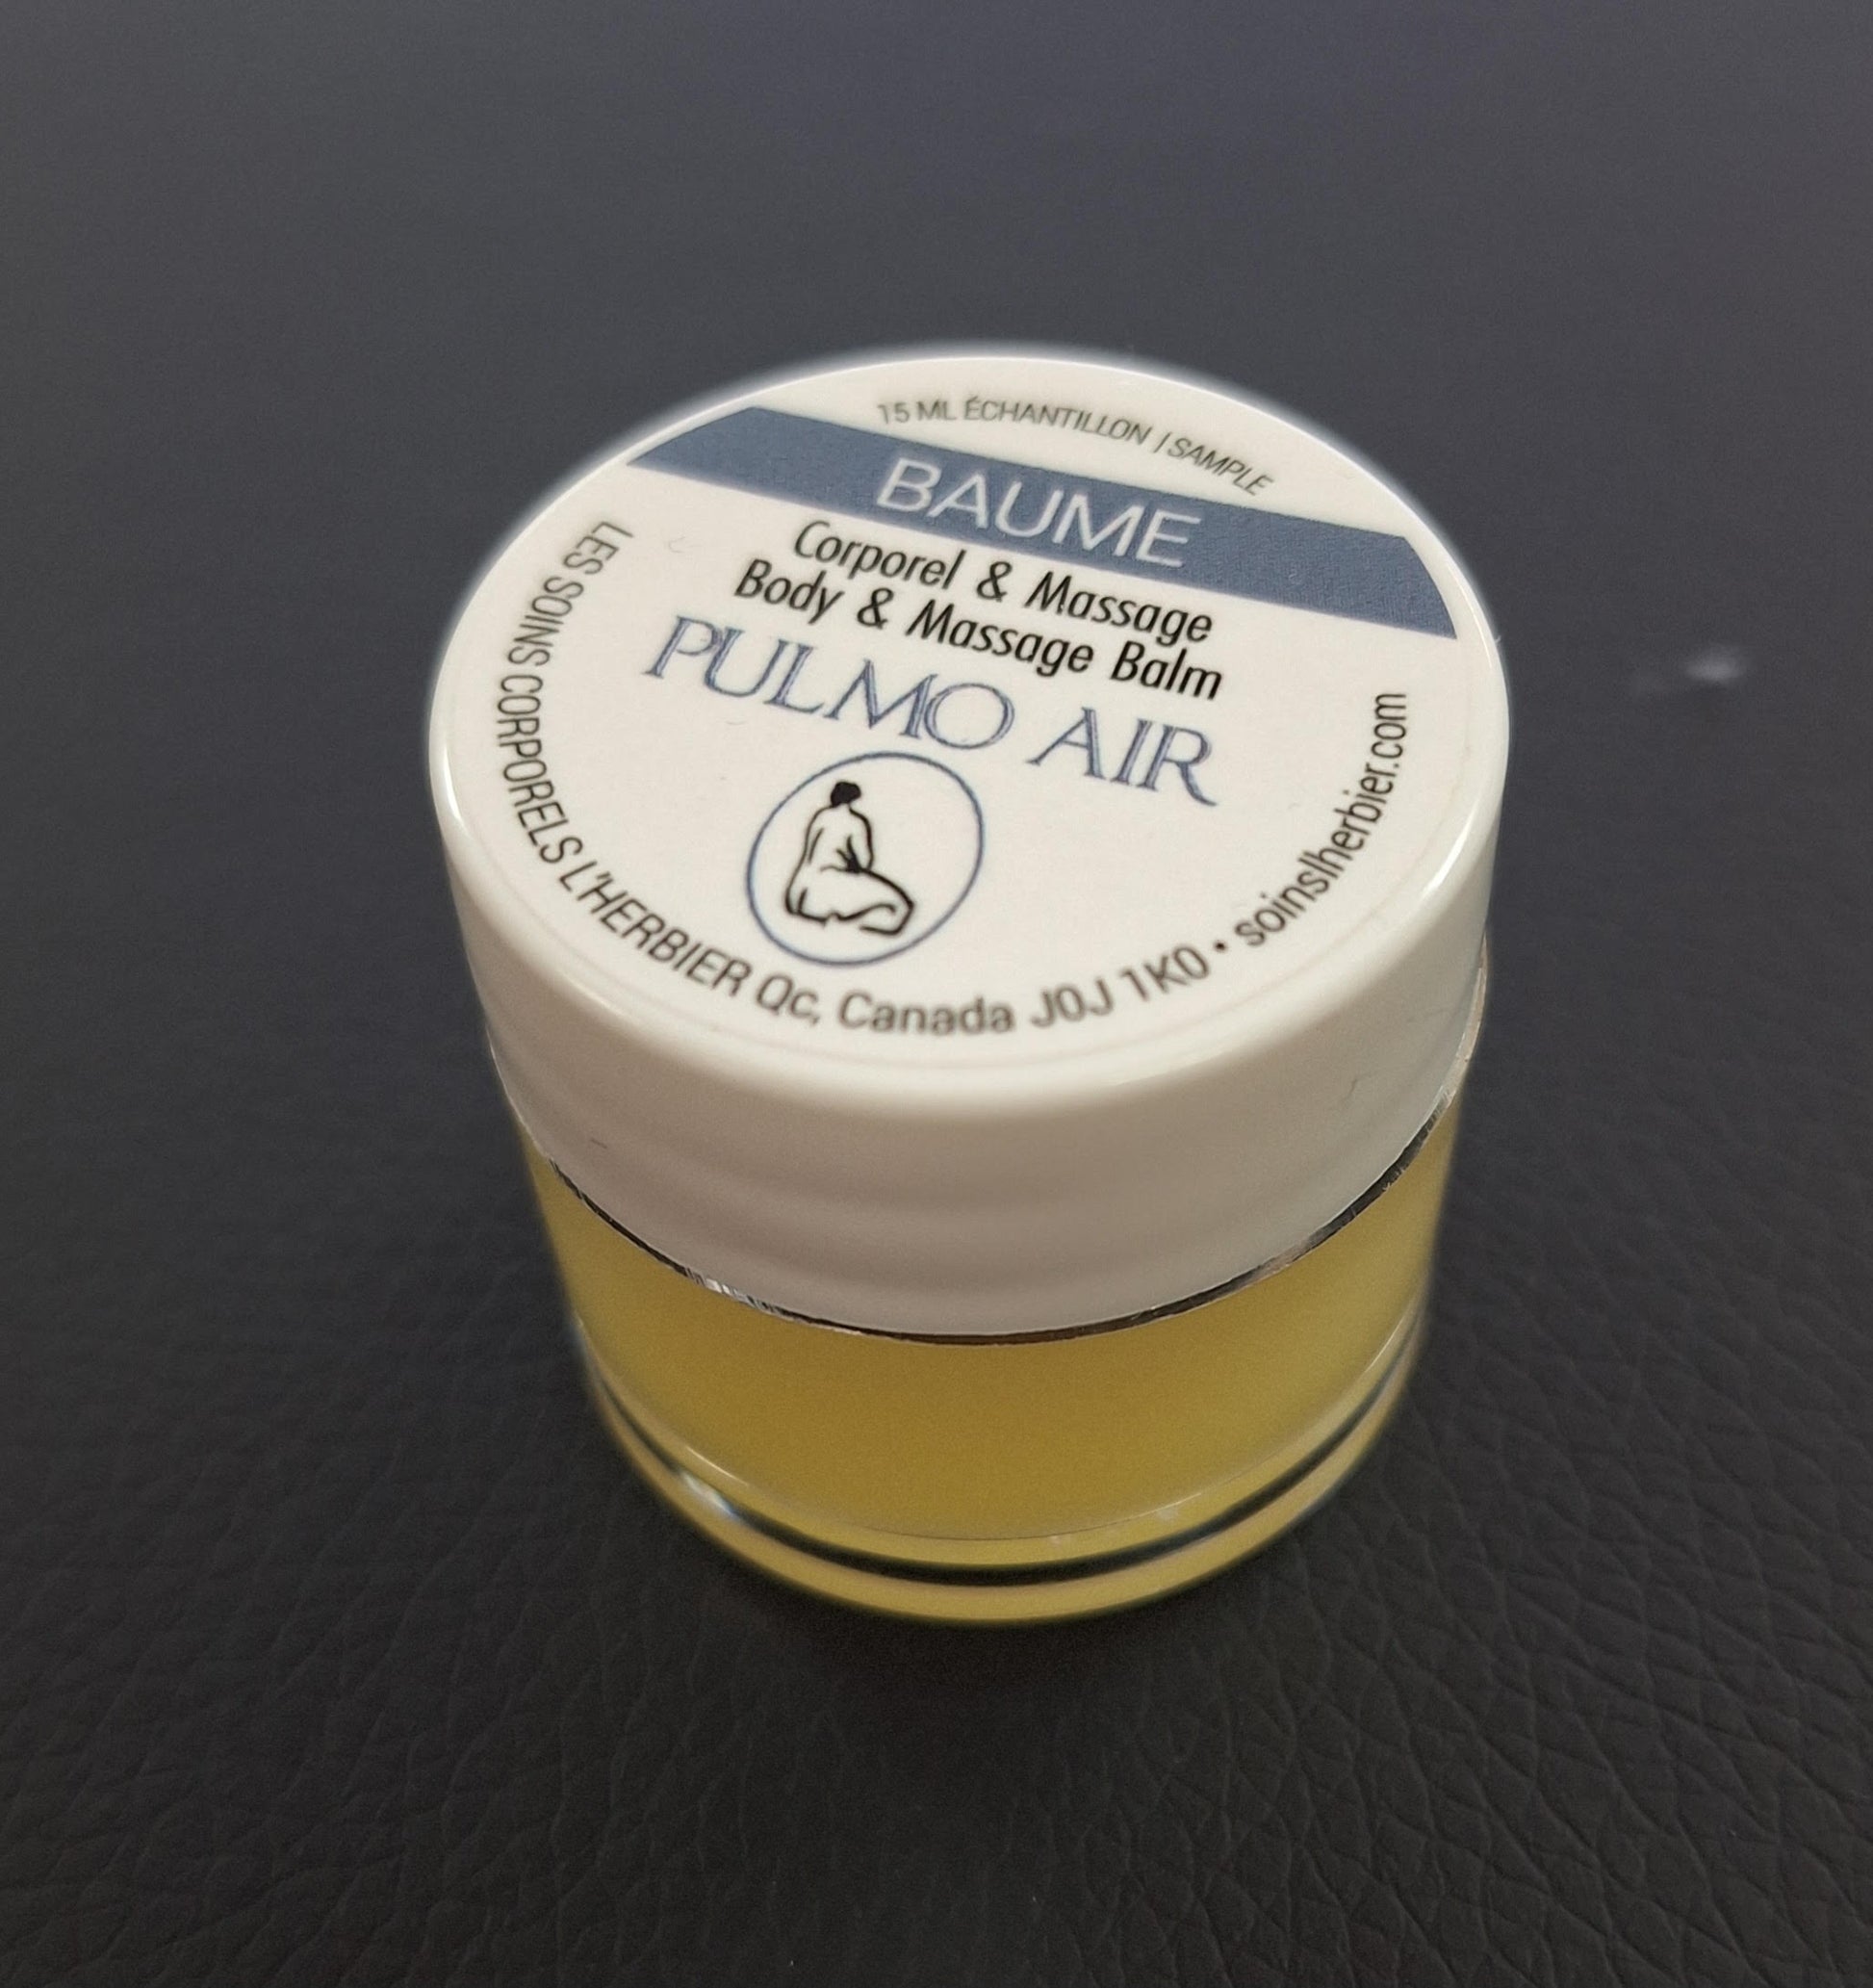 15 ML ÉCHANTILLON | SAMPLE
BAUME
Corporel & Massage
Body & Massage Balm
PULMO AIR
LES SOINS CORPORELS L'HERBIER Qc, Canada J0J 1K0 • soinslherbier.com